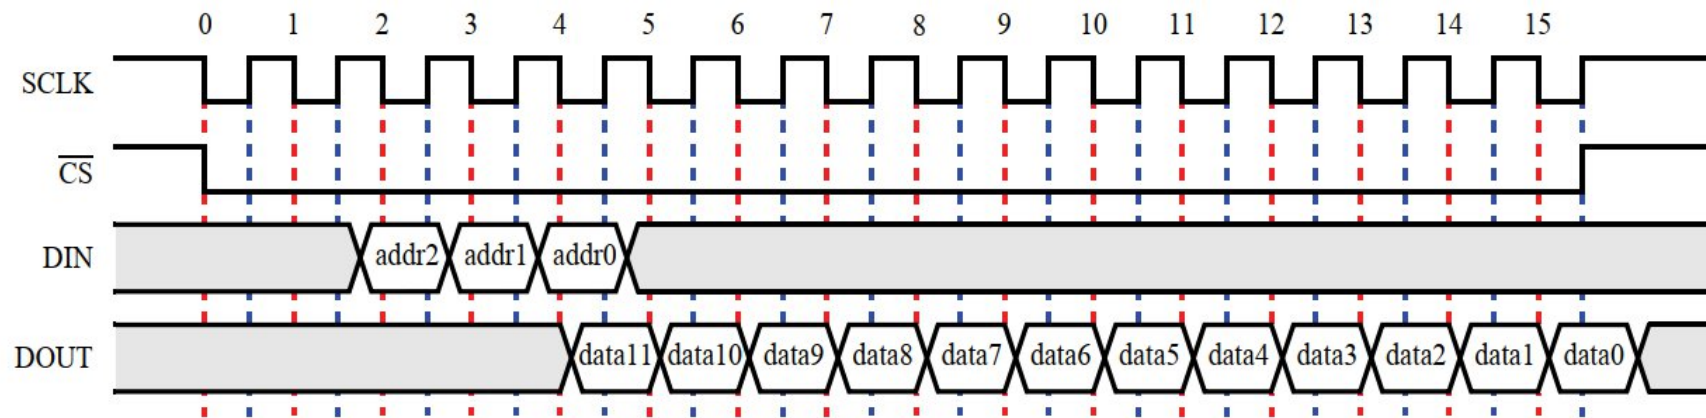 0 1 2 3 4 5 6 7 8 9 10 11 12 13 14 15
SCLK
CS
DIN addr2 addr1 addr0
DOUT data11 data10 data9 data8 data7 data6 data5 data4 data3 data2 data1 data0